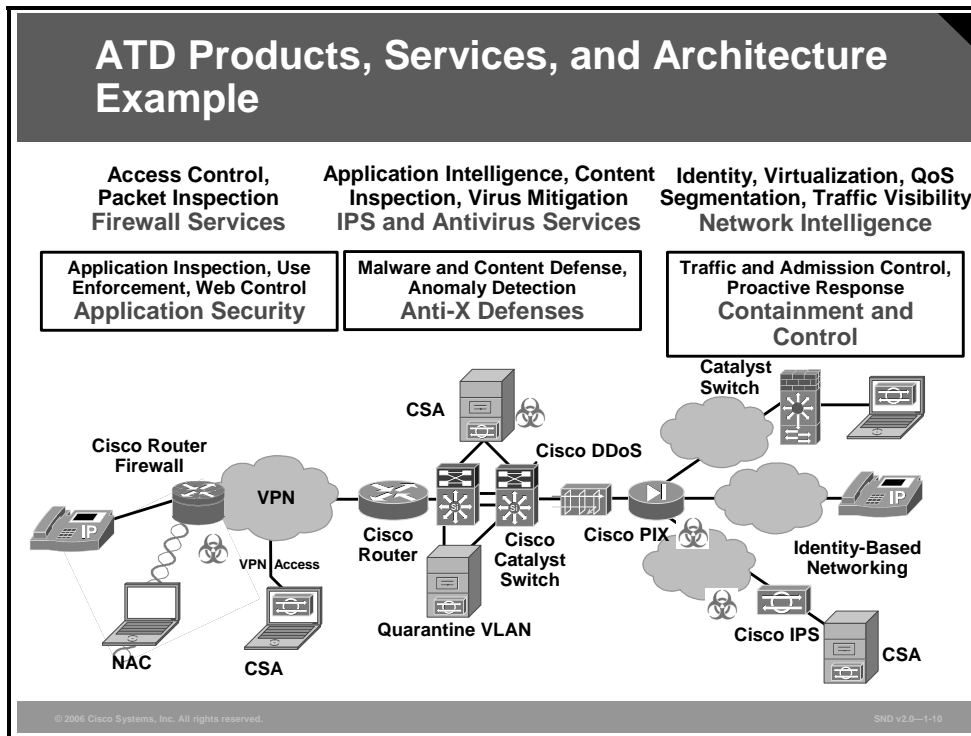 ATD Products, Services, and Architecture
Example
Access Control,
Packet Inspection
Firewall Services
Application Intelligence, Content
Inspection, Virus Mitigation
IPS and Antivirus Services
Identity, Virtualization, QoS
Segmentation, Traffic Visibility
Network Intelligence
Application Inspection, Use
Enforcement, Web Control
Application Security
Malware and Content Defense,
Anomaly Detection
Anti-X Defenses
Traffic and Admission Control,
Proactive Response
Containment and
Control
Catalyst
Switch
CSA
Cisco DDoS
Cisco Router
Firewall
VPN
IP
Si
Si
IP
Cisco
Router
Cisco
Catalyst
Switch
Cisco PIX
Identity-Based
Networking
VPN Access
Quarantine VLAN
Cisco IPS
NAC
CSA
CSA
© 2006 Cisco Systems, Inc. All rights reserved.
SND v2.0—1-10